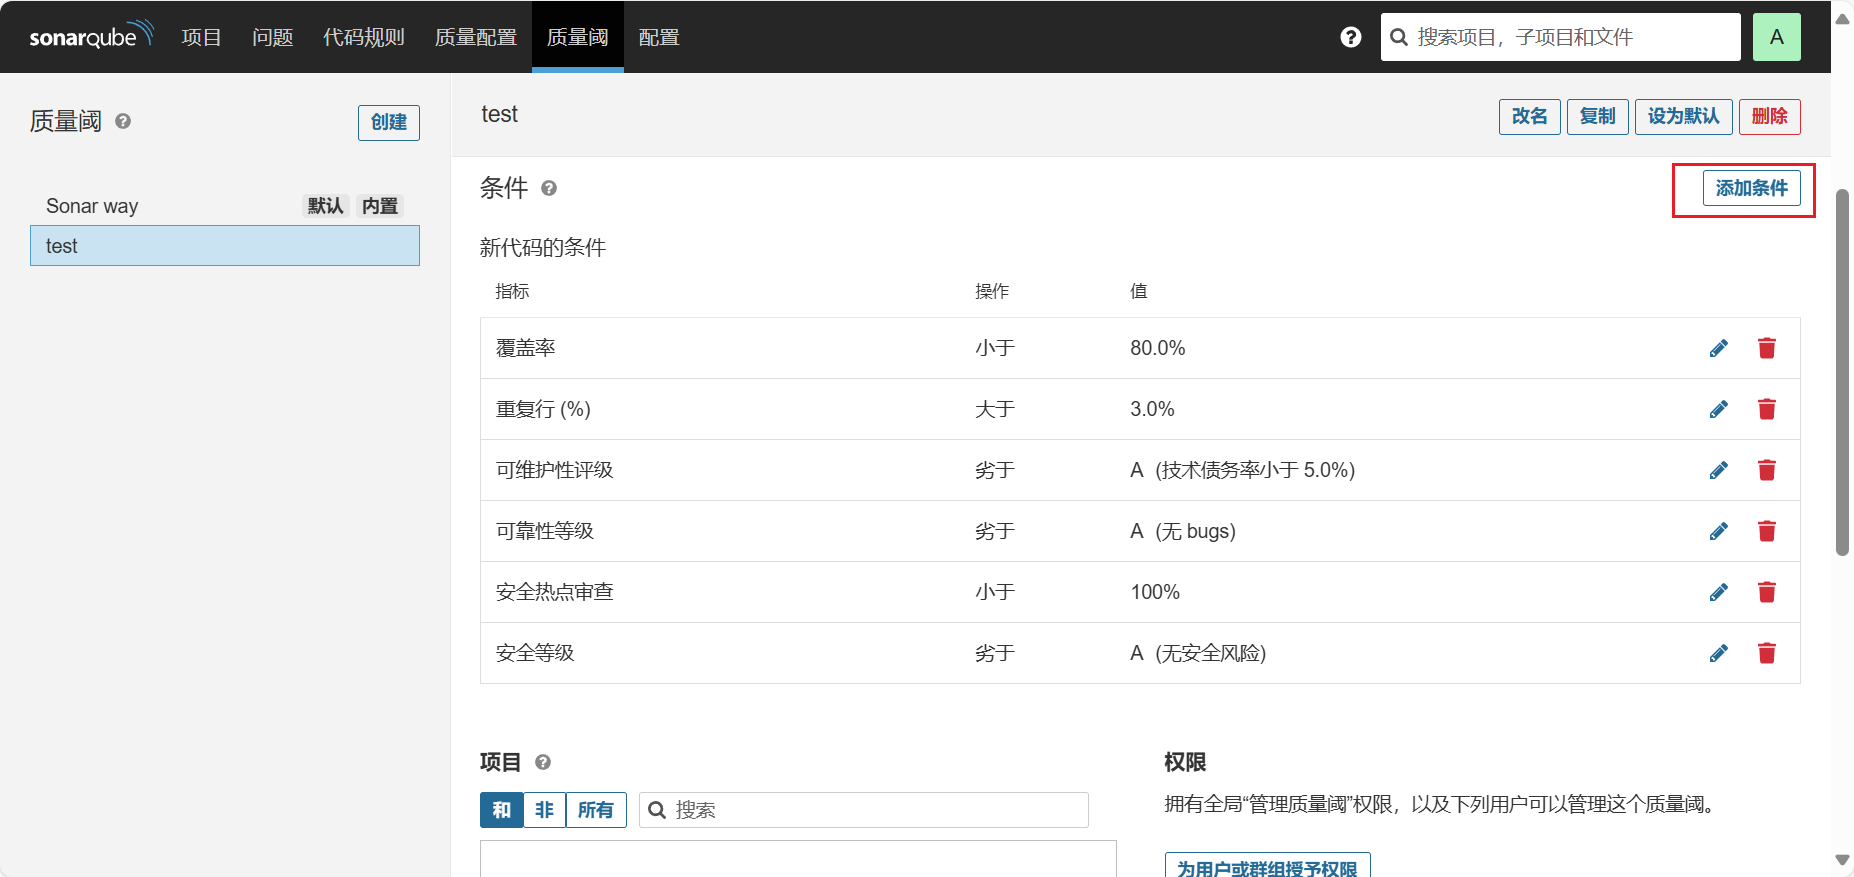 sonarqube 项目 问题 代码规则 质量配置 质量阈 配置 ? 搜索项目，子项目和文件 A
质量阈 ? 创建
Sonar way 默认 内置
test
test 改名 复制 设为默认 删除
条件 ? 添加条件
新代码的条件
指标 操作 值
覆盖率 小于 80.0%
重复行 (%) 大于 3.0%
可维护性评级 劣于 A (技术债务率小于 5.0%)
可靠性等级 劣于 A (无 bugs)
安全热点审查 小于 100%
安全等级 劣于 A (无安全风险)
项目 ?
和 非 所有 搜索
权限
拥有全局“管理质量阈”权限，以及下列用户可以管理这个质量阈。
为用户或群组授予权限